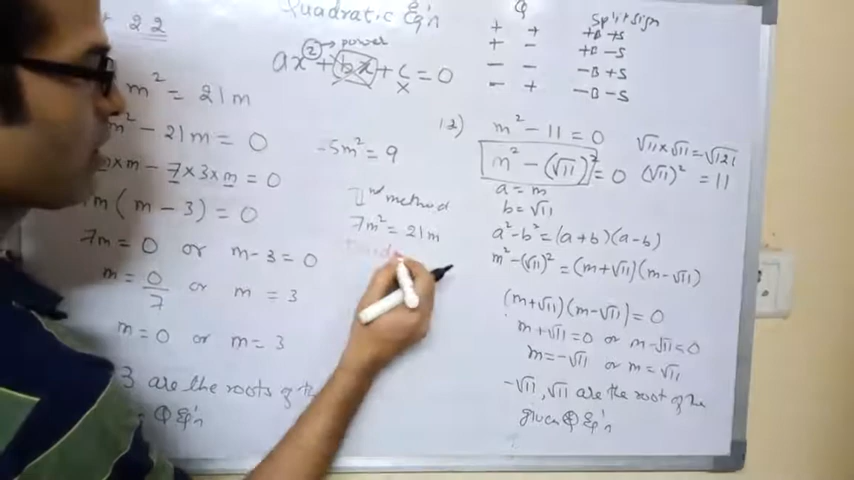 22
Quadratic Eq'n
ax² + bx + c = 0
power
m² = 21m
m² - 21m = 0
m × m - 7 × 3 × m = 0
m ( m - 3 ) = 0
7m = 0 or m - 3 = 0
m = 0/7 or m = 3
m = 0 or m = 3
3 are the roots of the
Q Eq'n
-5m² = 9
IInd method
7m² = 21m
Q
+ +
+ -
- -
- +
Split sign
+B +S
+B -S
-B +S
-B -S
12) m² - 11 = 0
m² - (√11)² = 0
a = m
b = √11
a² - b² = (a + b)(a - b)
m² - (√11)² = (m + √11)(m - √11)
(m + √11)(m - √11) = 0
m + √11 = 0 or m - √11 = 0
m = -√11 or m = √11
-√11, √11 are the root of the
given Q Eq'n
√11 × √11 = √121
(√11)² = 11